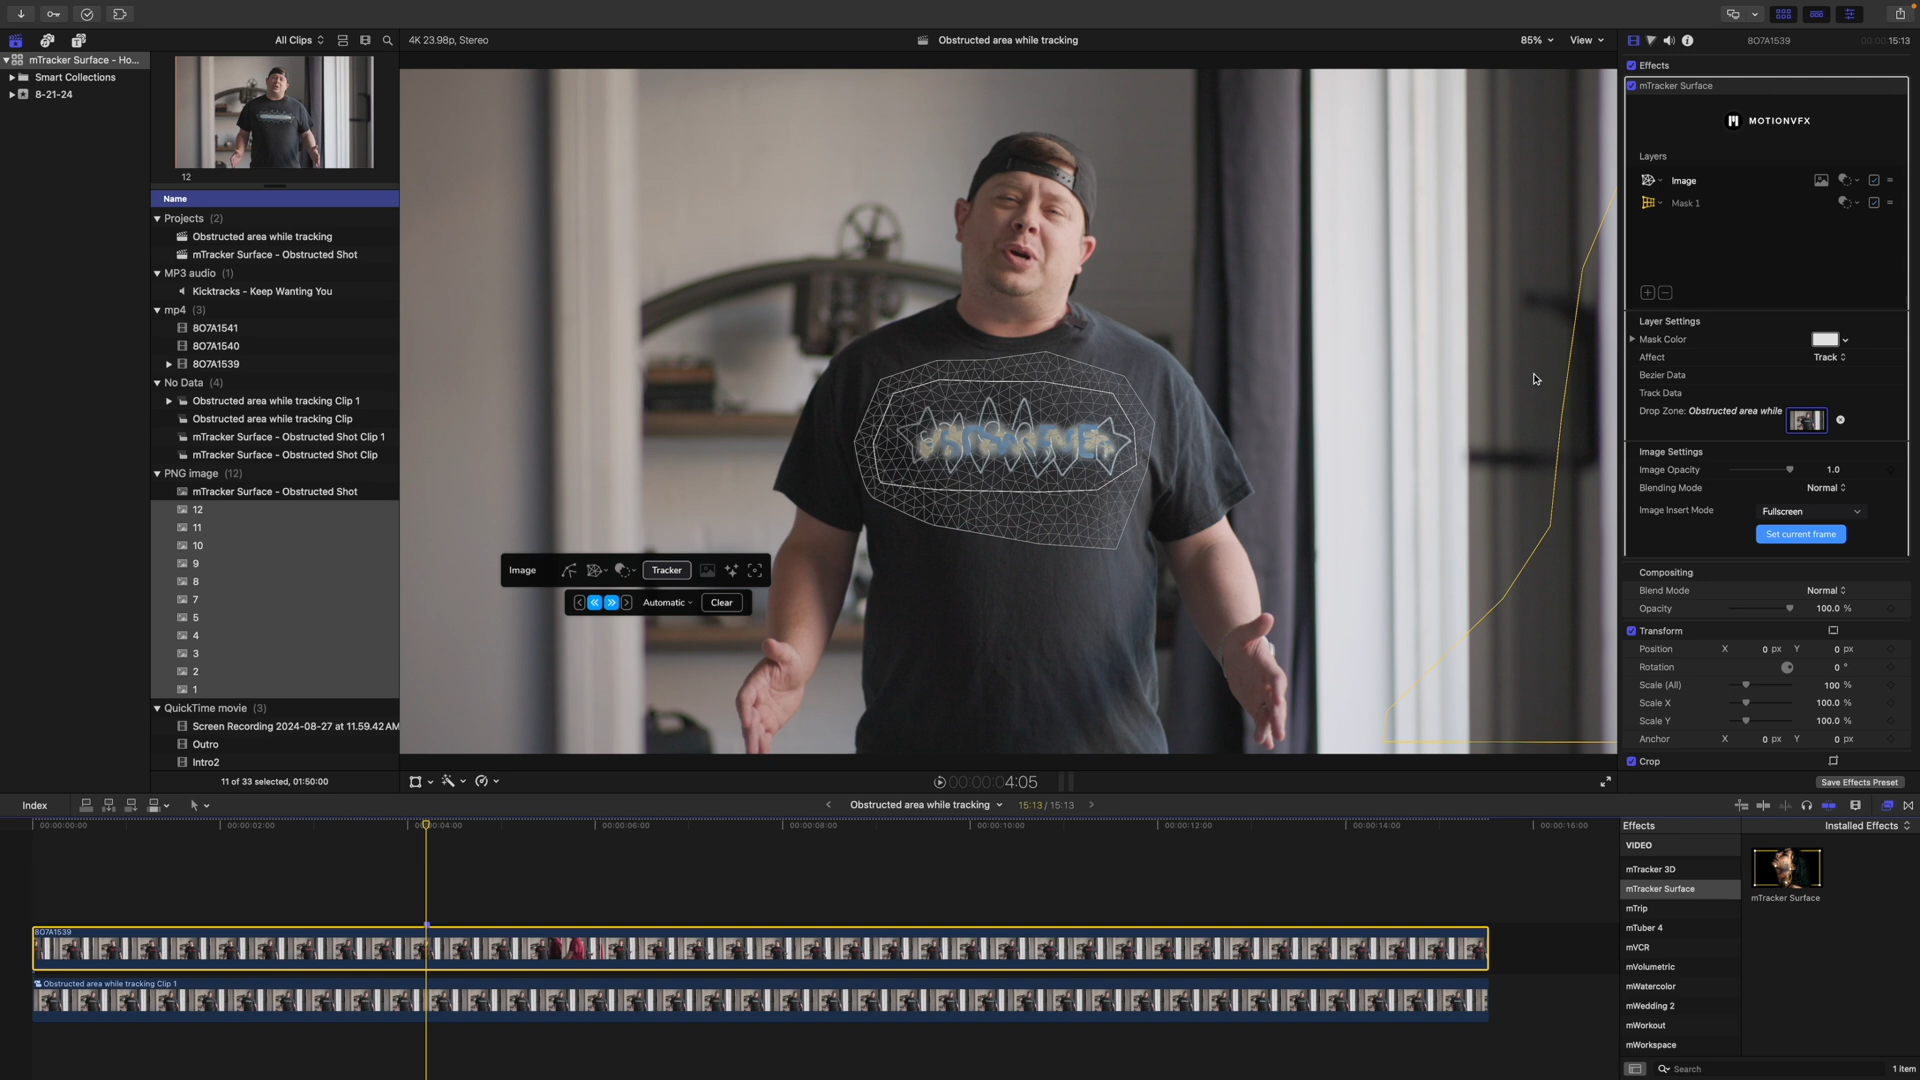 All Clips
4K 23.98p, Stereo
Obstructed area while tracking
85%
View
8O7A1539
00:00:00:15:13
mTracker Surface - Ho...
Smart Collections
8-21-24
12
Name
Projects (2)
Obstructed area while tracking
mTracker Surface - Obstructed Shot
MP3 audio (1)
Kicktracks - Keep Wanting You
mp4 (3)
8O7A1541
8O7A1540
8O7A1539
No Data (4)
Obstructed area while tracking Clip 1
Obstructed area while tracking Clip
mTracker Surface - Obstructed Shot Clip 1
mTracker Surface - Obstructed Shot Clip
PNG image (12)
mTracker Surface - Obstructed Shot
12
11
10
9
8
7
5
4
3
2
1
QuickTime movie (3)
Screen Recording 2024-08-27 at 11.59.42 AM
Outro
Intro2
11 of 33 selected, 01:50:00
Image
Tracker
Automatic
Clear
00:00:00:04:05
Effects
mTracker Surface
MOTIONVFX
Layers
Image
Mask 1
Layer Settings
Mask Color
Affect Track
Bezier Data
Track Data
Drop Zone: Obstructed area while
Image Settings
Image Opacity 1.0
Blending Mode Normal
Image Insert Mode Fullscreen
Set current frame
Compositing
Blend Mode Normal
Opacity 100.0 %
Transform
Position X 0 px Y 0 px
Rotation 0 °
Scale (All) 100 %
Scale X 100.0 %
Scale Y 100.0 %
Anchor X 0 px Y 0 px
Crop
Save Effects Preset
Index
Obstructed area while tracking
15:13 / 15:13
00:00:00:00
00:00:02:00
00:00:04:00
00:00:06:00
00:00:08:00
00:00:10:00
00:00:12:00
00:00:14:00
00:00:16:00
8O7A1539
Obstructed area while tracking Clip 1
Effects
Installed Effects
VIDEO
mTracker 3D
mTracker Surface
mTrip
mTuber 4
mVCR
mVolumetric
mWatercolor
mWedding 2
mWorkout
mWorkspace
mTracker Surface
Search
1 item